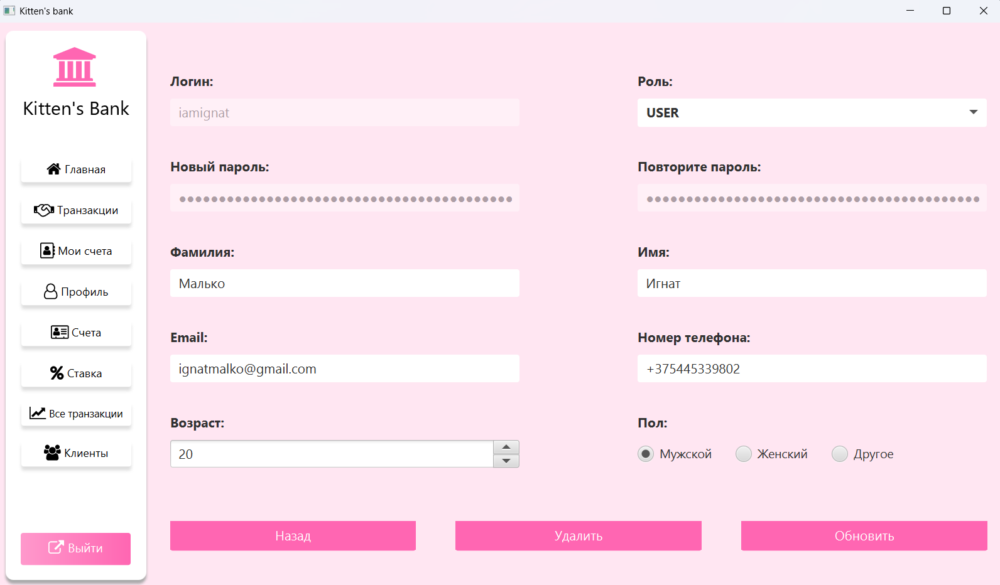 Kitten's bank
Kitten's Bank
Главная
Транзакции
Мои счета
Профиль
Счета
Ставка
Все транзакции
Клиенты
Выйти
Логин:
iamignat
Роль:
USER
Новый пароль:
Повторите пароль:
Фамилия:
Малько
Имя:
Игнат
Email:
ignatmalko@gmail.com
Номер телефона:
+375445339802
Возраст:
20
Пол:
Мужской Женский Другое
Назад Удалить Обновить